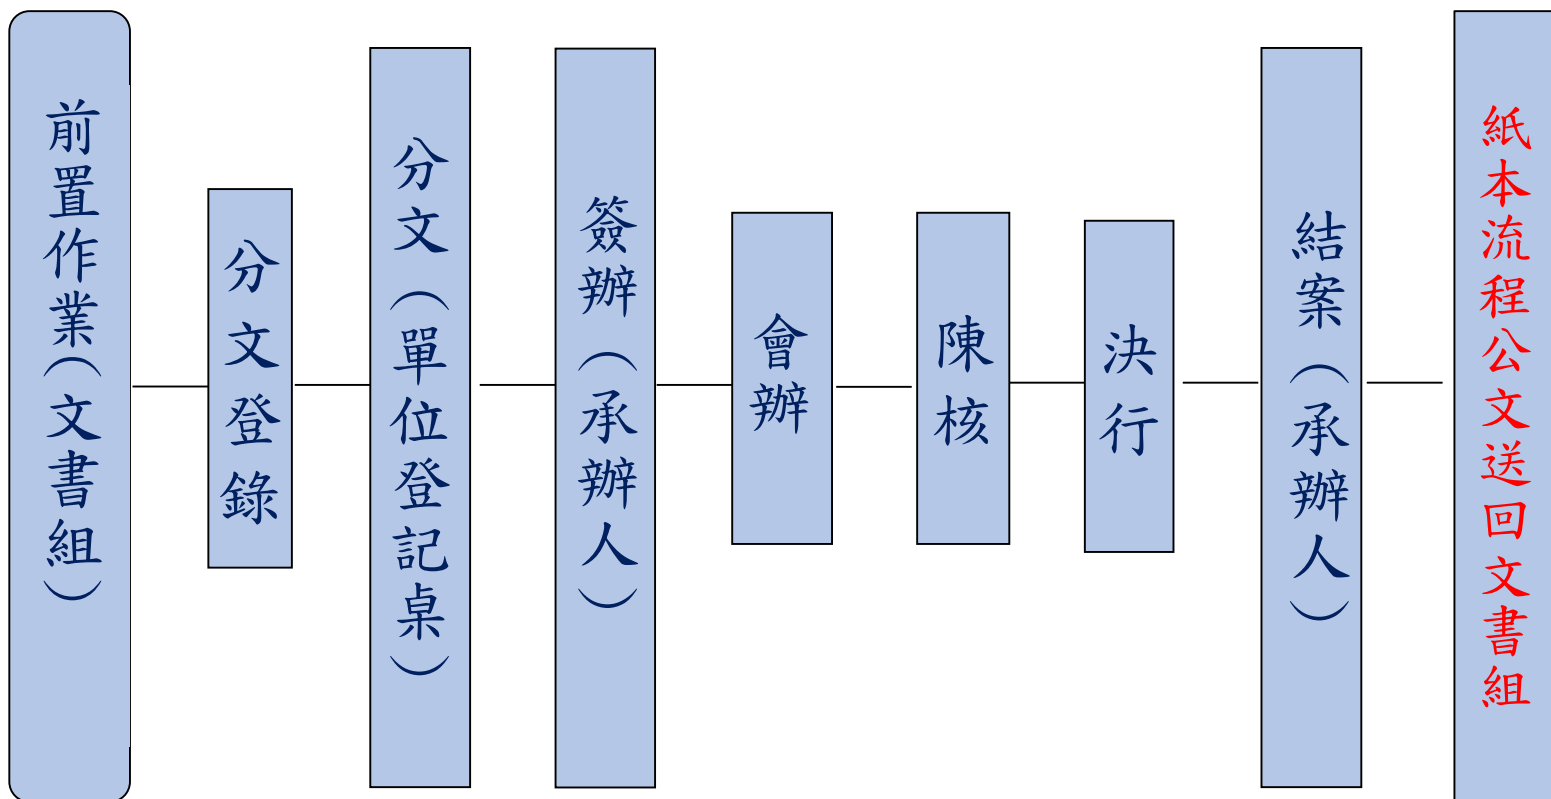 前置作業(文書組)
分文登錄
分文(單位登記桌)
簽辦(承辦人)
會辦
陳核
決行
結案(承辦人)
紙本流程公文送回文書組